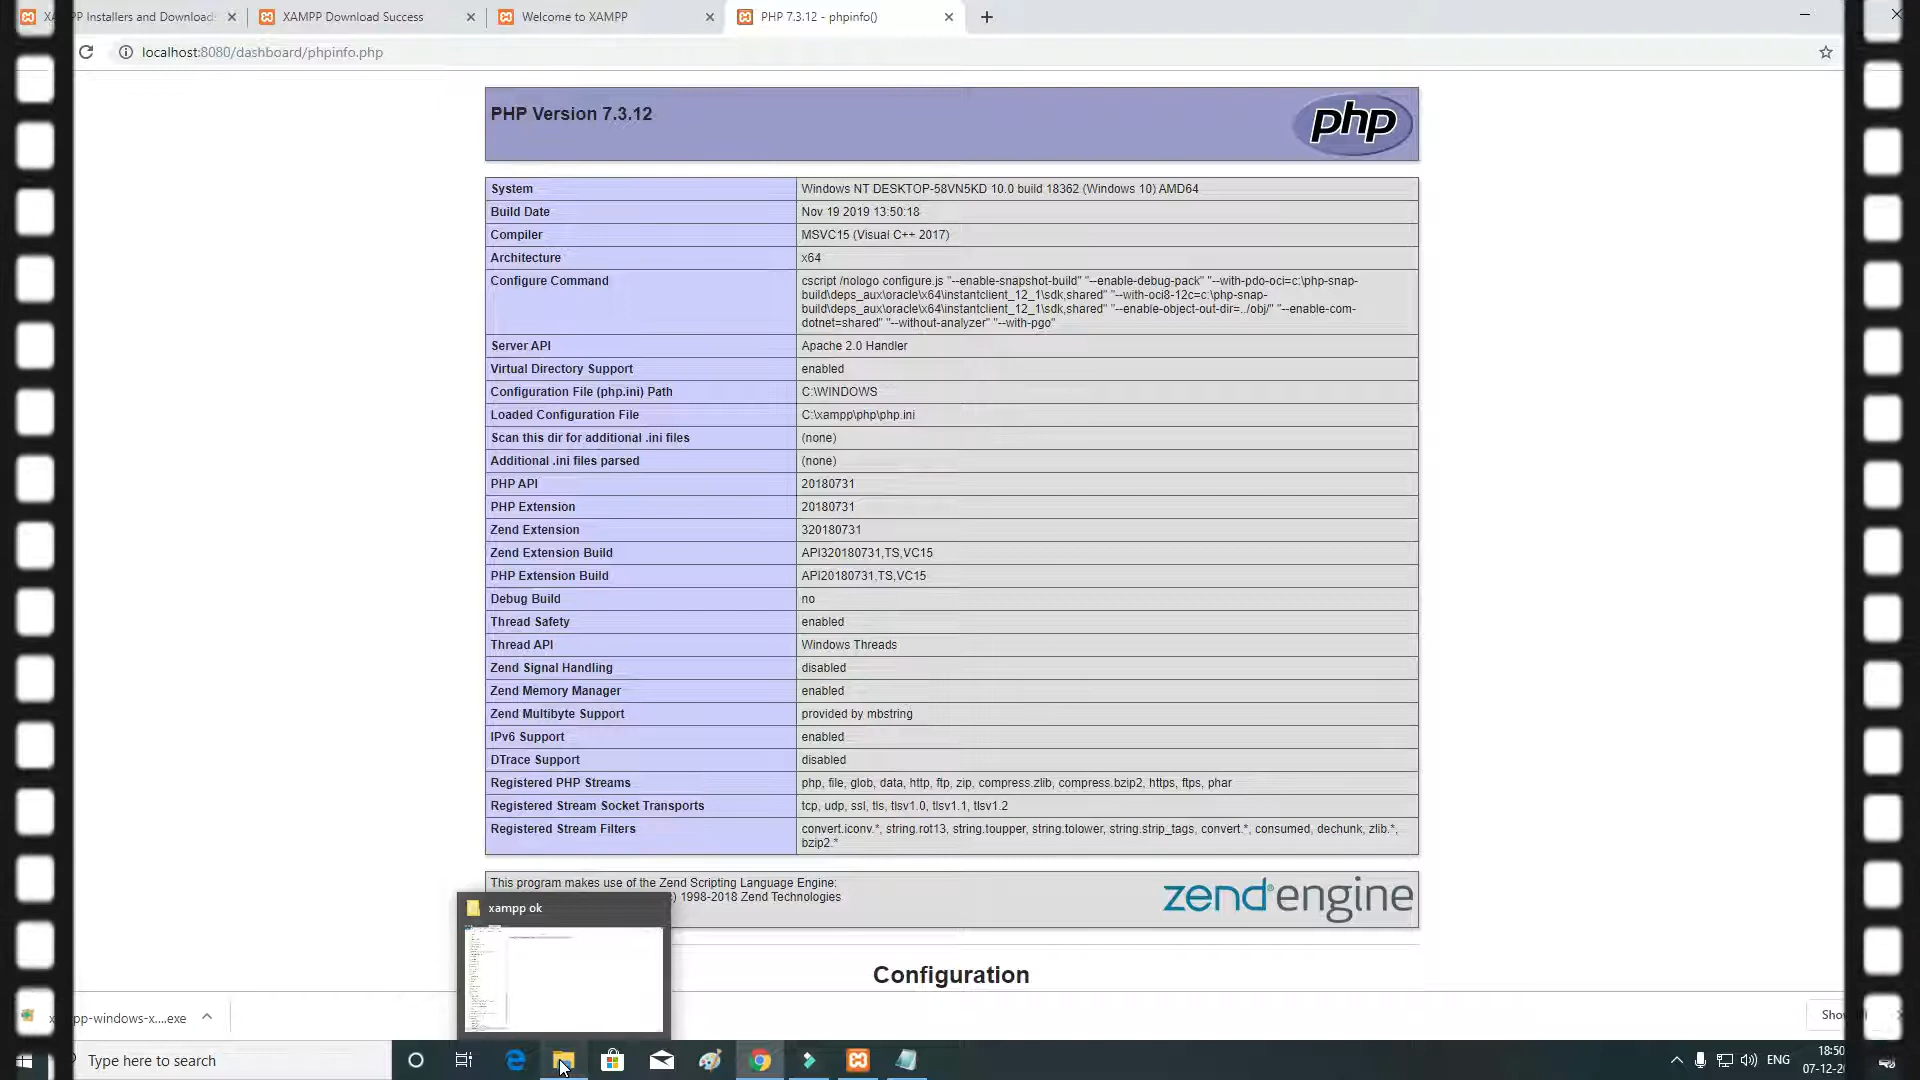 XAMPP Installers and Download
XAMPP Download Success
Welcome to XAMPP
PHP 7.3.12 - phpinfo()
localhost:8080/dashboard/phpinfo.php
PHP Version 7.3.12
php
System Windows NT DESKTOP-58VN5KD 10.0 build 18362 (Windows 10) AMD64
Build Date Nov 19 2019 13:50:18
Compiler MSVC15 (Visual C++ 2017)
Architecture x64
Configure Command cscript /nologo configure.js "--enable-snapshot-build" "--enable-debug-pack" "--with-pdo-oci=c:\php-snap-
build\deps_aux\oracle\x64\instantclient_12_1\sdk,shared" "--with-oci8-12c=c:\php-snap-
build\deps_aux\oracle\x64\instantclient_12_1\sdk,shared" "--enable-object-out-dir=../obj/" "--enable-com-
dotnet=shared" "--without-analyzer" "--with-pgo"
Server API Apache 2.0 Handler
Virtual Directory Support enabled
Configuration File (php.ini) Path C:\WINDOWS
Loaded Configuration File C:\xampp\php\php.ini
Scan this dir for additional .ini files (none)
Additional .ini files parsed (none)
PHP API 20180731
PHP Extension 20180731
Zend Extension 320180731
Zend Extension Build API320180731,TS,VC15
PHP Extension Build API20180731,TS,VC15
Debug Build no
Thread Safety enabled
Thread API Windows Threads
Zend Signal Handling disabled
Zend Memory Manager enabled
Zend Multibyte Support provided by mbstring
IPv6 Support enabled
DTrace Support disabled
Registered PHP Streams php, file, glob, data, http, ftp, zip, compress.zlib, compress.bzip2, https, ftps, phar
Registered Stream Socket Transports tcp, udp, ssl, tls, tlsv1.0, tlsv1.1, tlsv1.2
Registered Stream Filters convert.iconv.*, string.rot13, string.toupper, string.tolower, string.strip_tags, convert.*, consumed, dechunk, zlib.*,
bzip2.*
This program makes use of the Zend Scripting Language Engine:
) 1998-2018 Zend Technologies
zend engine
xampp ok
Configuration
pp-windows-x....exe
Show
Type here to search
ENG
18:50
07-12-2